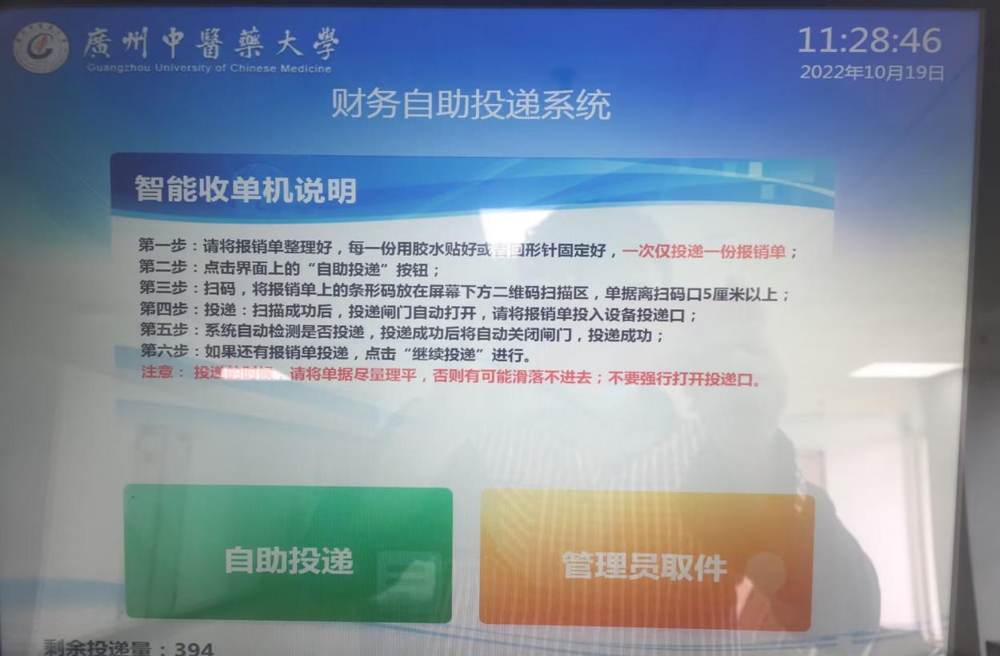 廣州中醫藥大學
Guangzhou University of Chinese Medicine
11:28:46
2022年10月19日
财务自助投递系统
智能收单机说明
第一步：请将报销单整理好，每一份用胶水贴好或者回形针固定好，一次仅投递一份报销单；
第二步：点击界面上的“自助投递”按钮；
第三步：扫码，将报销单上的条形码放在屏幕下方二维码扫描区，单据离扫码口5厘米以上；
第四步：投递：扫描成功后，投递闸门自动打开，请将报销单投入设备投递口；
第五步：系统自动检测是否投递，投递成功后将自动关闭闸门，投递成功；
第六步：如果还有报销单投递，点击“继续投递”进行。
注意： 投递的时候，请将单据尽量理平，否则有可能滑落不进去；不要强行打开投递口。
自助投递
管理员取件
剩余投递量：394